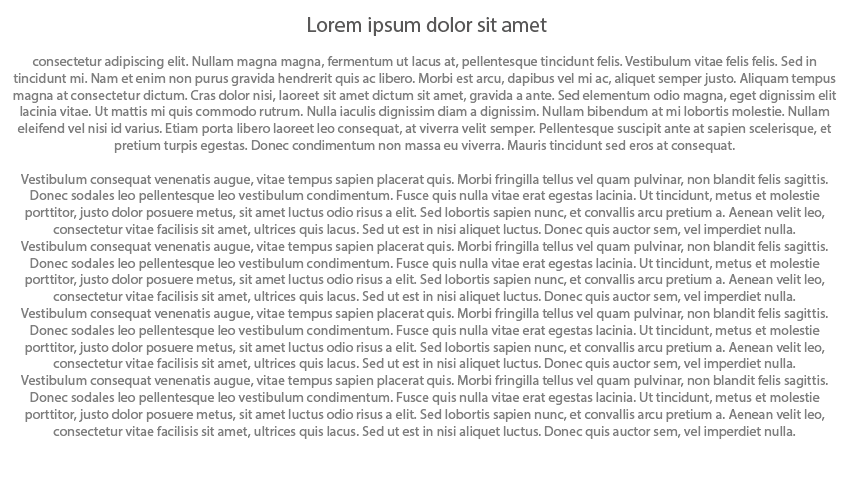 Lorem ipsum dolor sit amet
consectetur adipiscing elit. Nullam magna magna, fermentum ut lacus at, pellentesque tincidunt felis. Vestibulum vitae felis felis. Sed in
tincidunt mi. Nam et enim non purus gravida hendrerit quis ac libero. Morbi est arcu, dapibus vel mi ac, aliquet semper justo. Aliquam tempus
magna at consectetur dictum. Cras dolor nisi, laoreet sit amet dictum sit amet, gravida a ante. Sed elementum odio magna, eget dignissim elit
lacinia vitae. Ut mattis mi quis commodo rutrum. Nulla iaculis dignissim diam a dignissim. Nullam bibendum at mi lobortis molestie. Nullam
eleifend vel nisi id varius. Etiam porta libero laoreet leo consequat, at viverra velit semper. Pellentesque suscipit ante at sapien scelerisque, et
pretium turpis egestas. Donec condimentum non massa eu viverra. Mauris tincidunt sed eros at consequat.
Vestibulum consequat venenatis augue, vitae tempus sapien placerat quis. Morbi fringilla tellus vel quam pulvinar, non blandit felis sagittis.
Donec sodales leo pellentesque leo vestibulum condimentum. Fusce quis nulla vitae erat egestas lacinia. Ut tincidunt, metus et molestie
porttitor, justo dolor posuere metus, sit amet luctus odio risus a elit. Sed lobortis sapien nunc, et convallis arcu pretium a. Aenean velit leo,
consectetur vitae facilisis sit amet, ultrices quis lacus. Sed ut est in nisi aliquet luctus. Donec quis auctor sem, vel imperdiet nulla.
Vestibulum consequat venenatis augue, vitae tempus sapien placerat quis. Morbi fringilla tellus vel quam pulvinar, non blandit felis sagittis.
Donec sodales leo pellentesque leo vestibulum condimentum. Fusce quis nulla vitae erat egestas lacinia. Ut tincidunt, metus et molestie
porttitor, justo dolor posuere metus, sit amet luctus odio risus a elit. Sed lobortis sapien nunc, et convallis arcu pretium a. Aenean velit leo,
consectetur vitae facilisis sit amet, ultrices quis lacus. Sed ut est in nisi aliquet luctus. Donec quis auctor sem, vel imperdiet nulla.
Vestibulum consequat venenatis augue, vitae tempus sapien placerat quis. Morbi fringilla tellus vel quam pulvinar, non blandit felis sagittis.
Donec sodales leo pellentesque leo vestibulum condimentum. Fusce quis nulla vitae erat egestas lacinia. Ut tincidunt, metus et molestie
porttitor, justo dolor posuere metus, sit amet luctus odio risus a elit. Sed lobortis sapien nunc, et convallis arcu pretium a. Aenean velit leo,
consectetur vitae facilisis sit amet, ultrices quis lacus. Sed ut est in nisi aliquet luctus. Donec quis auctor sem, vel imperdiet nulla.
Vestibulum consequat venenatis augue, vitae tempus sapien placerat quis. Morbi fringilla tellus vel quam pulvinar, non blandit felis sagittis.
Donec sodales leo pellentesque leo vestibulum condimentum. Fusce quis nulla vitae erat egestas lacinia. Ut tincidunt, metus et molestie
porttitor, justo dolor posuere metus, sit amet luctus odio risus a elit. Sed lobortis sapien nunc, et convallis arcu pretium a. Aenean velit leo,
consectetur vitae facilisis sit amet, ultrices quis lacus. Sed ut est in nisi aliquet luctus. Donec quis auctor sem, vel imperdiet nulla.